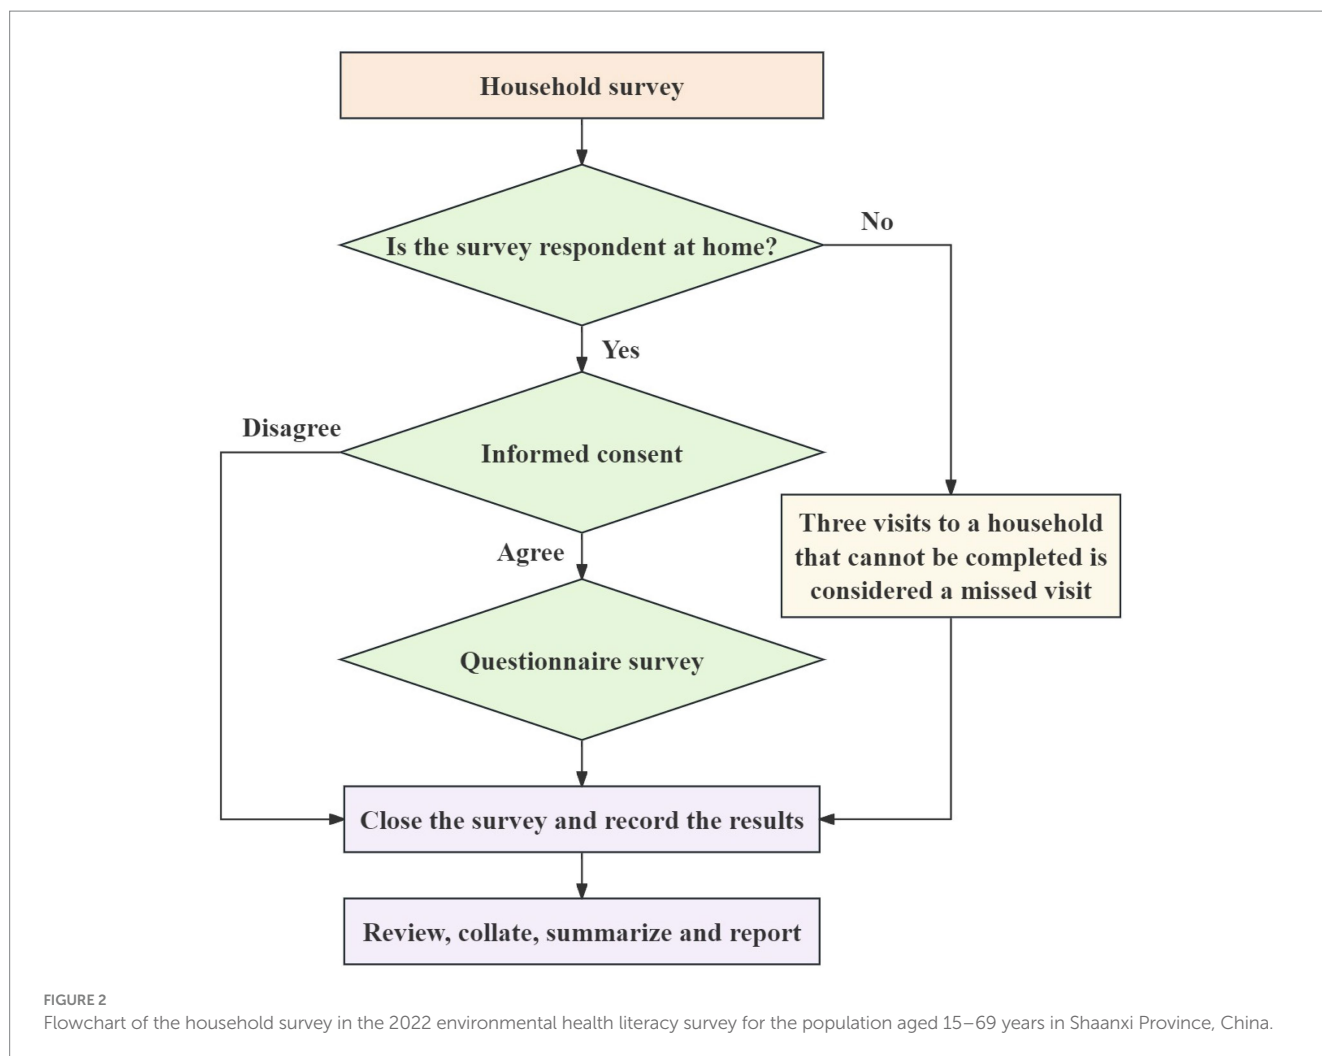 Household survey
Is the survey respondent at home?
No
Yes
Disagree
Informed consent
Agree
Three visits to a household
that cannot be completed is
considered a missed visit
Questionnaire survey
Close the survey and record the results
Review, collate, summarize and report
FIGURE 2
Flowchart of the household survey in the 2022 environmental health literacy survey for the population aged 15–69 years in Shaanxi Province, China.